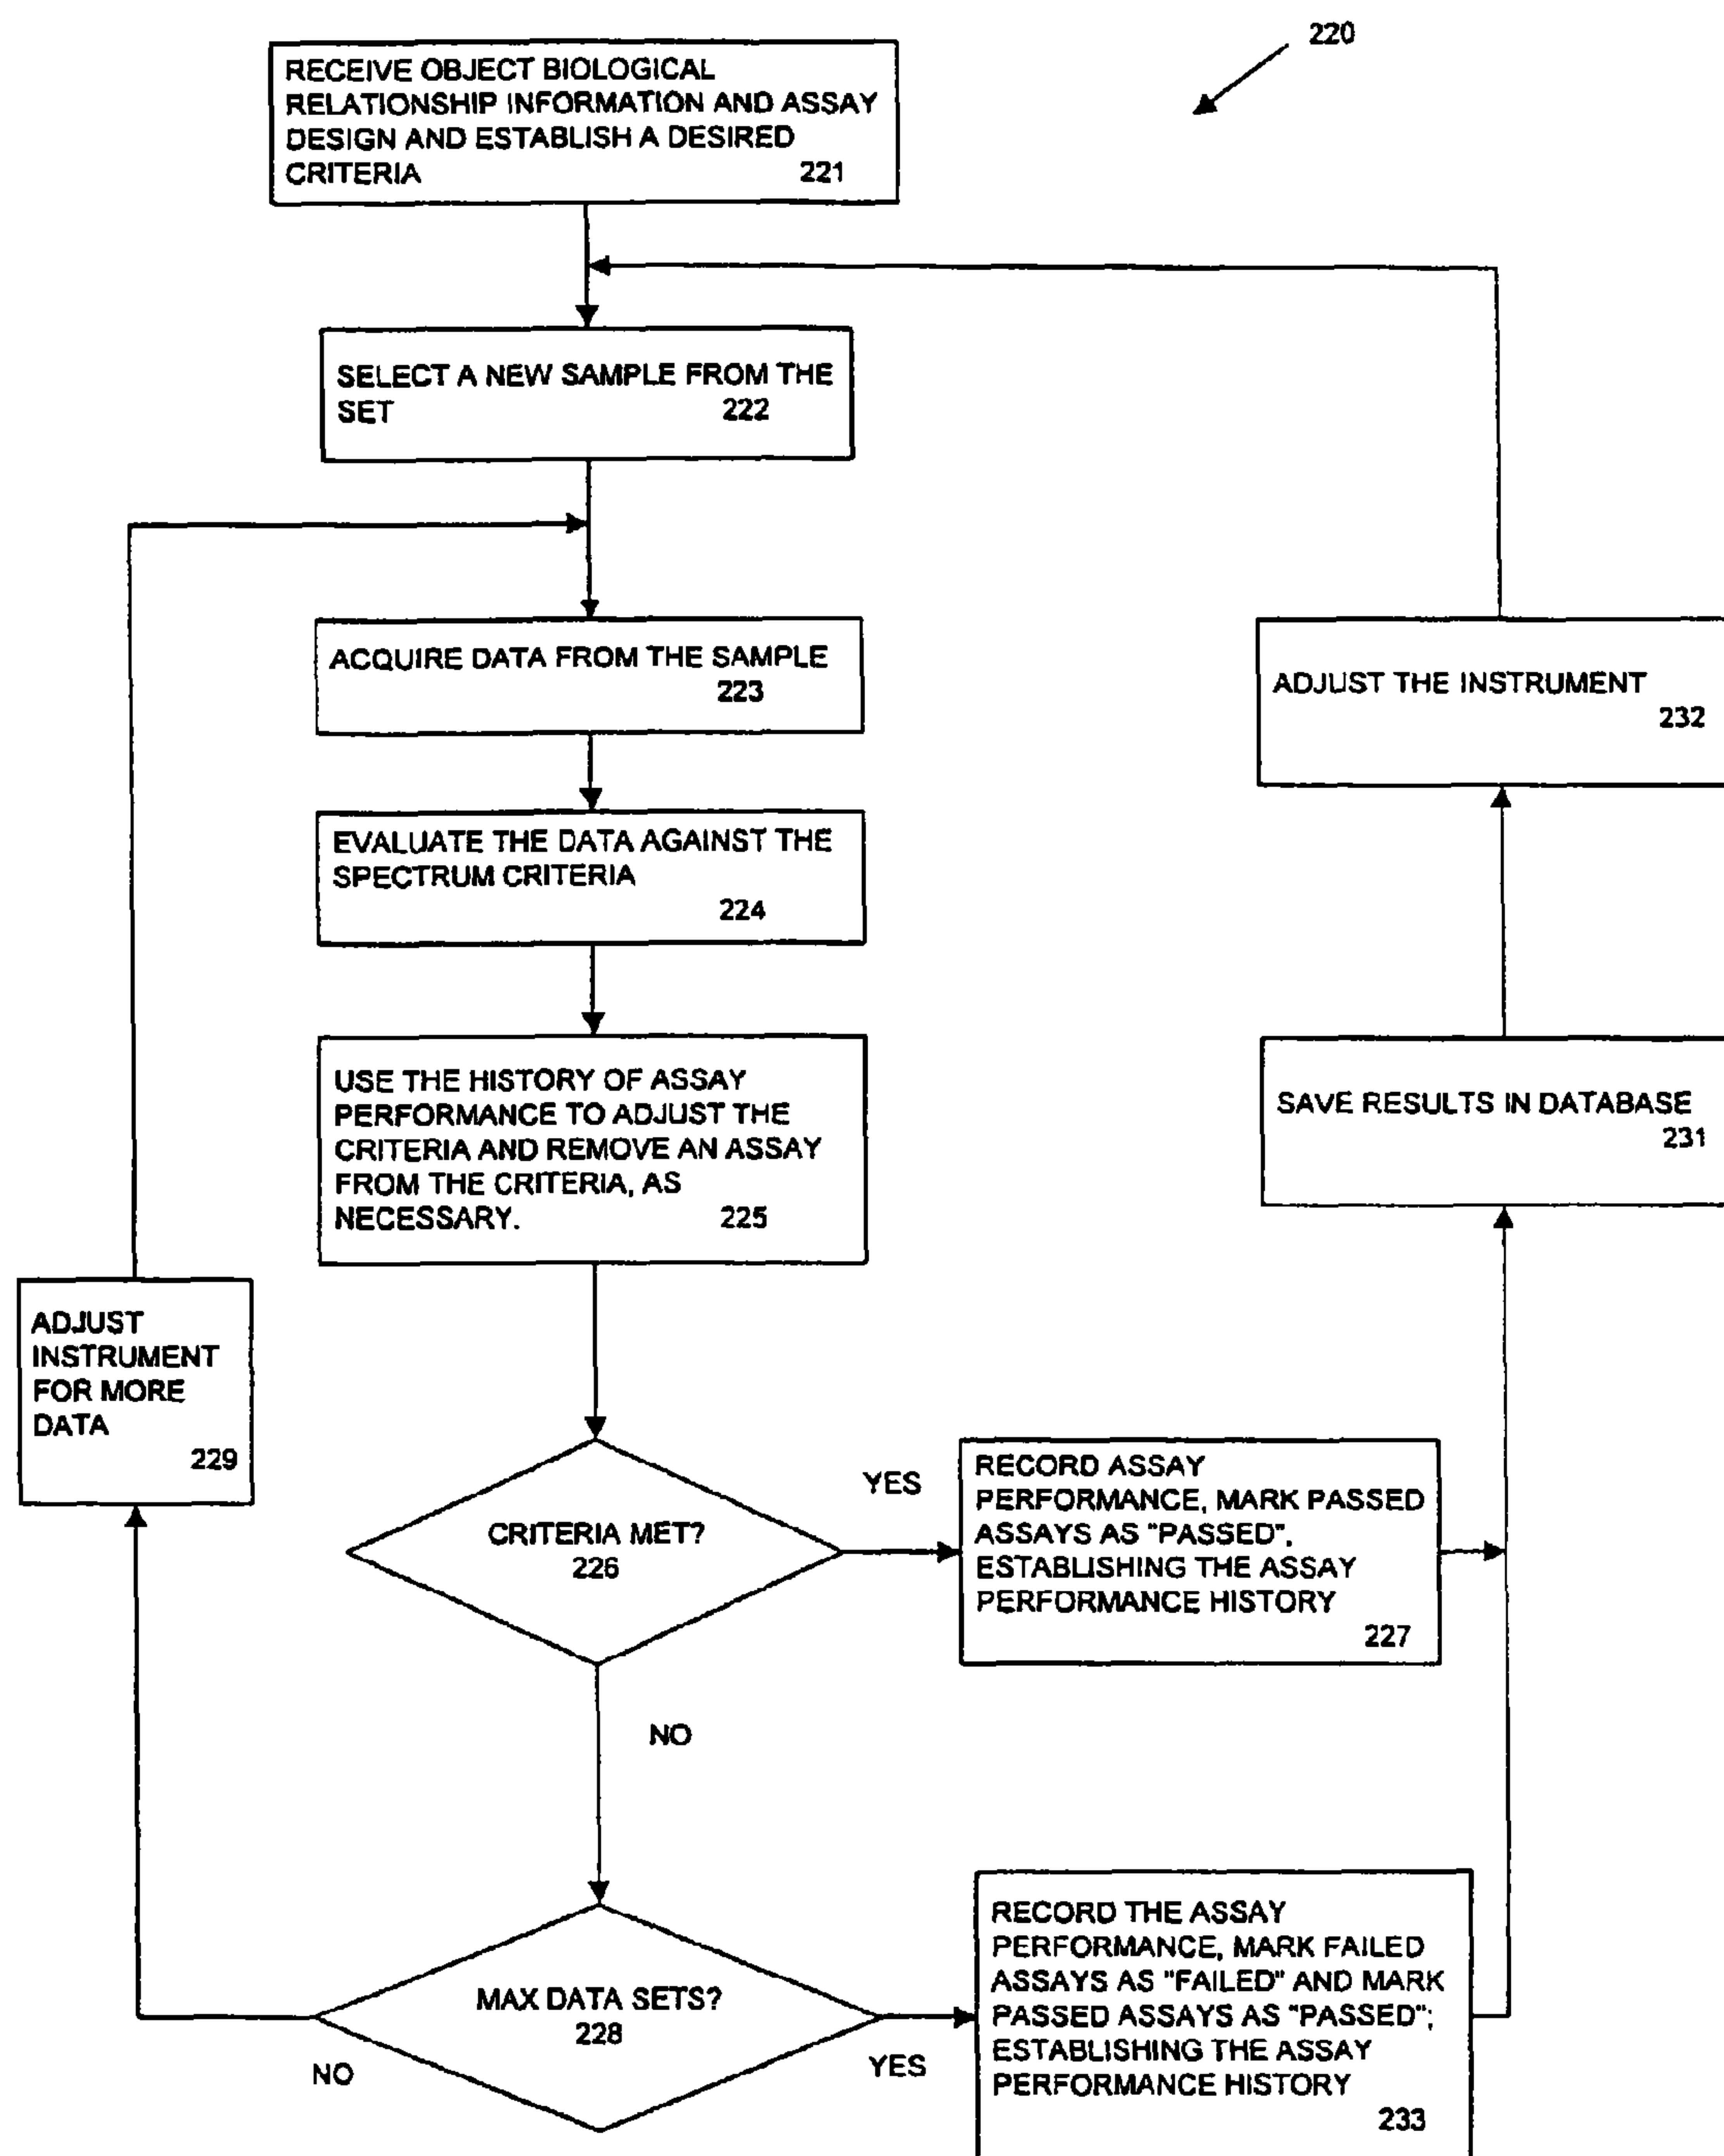 220
RECEIVE OBJECT BIOLOGICAL
RELATIONSHIP INFORMATION AND ASSAY
DESIGN AND ESTABLISH A DESIRED
CRITERIA 221
SELECT A NEW SAMPLE FROM THE
SET 222
ACQUIRE DATA FROM THE SAMPLE
223
EVALUATE THE DATA AGAINST THE
SPECTRUM CRITERIA
224
USE THE HISTORY OF ASSAY
PERFORMANCE TO ADJUST THE
CRITERIA AND REMOVE AN ASSAY
FROM THE CRITERIA, AS
NECESSARY. 225
CRITERIA MET?
226
YES
RECORD ASSAY
PERFORMANCE, MARK PASSED
ASSAYS AS "PASSED",
ESTABLISHING THE ASSAY
PERFORMANCE HISTORY
227
NO
MAX DATA SETS?
228
NO
YES
ADJUST
INSTRUMENT
FOR MORE
DATA
229
RECORD THE ASSAY
PERFORMANCE, MARK FAILED
ASSAYS AS "FAILED" AND MARK
PASSED ASSAYS AS "PASSED";
ESTABLISHING THE ASSAY
PERFORMANCE HISTORY
233
SAVE RESULTS IN DATABASE
231
ADJUST THE INSTRUMENT
232